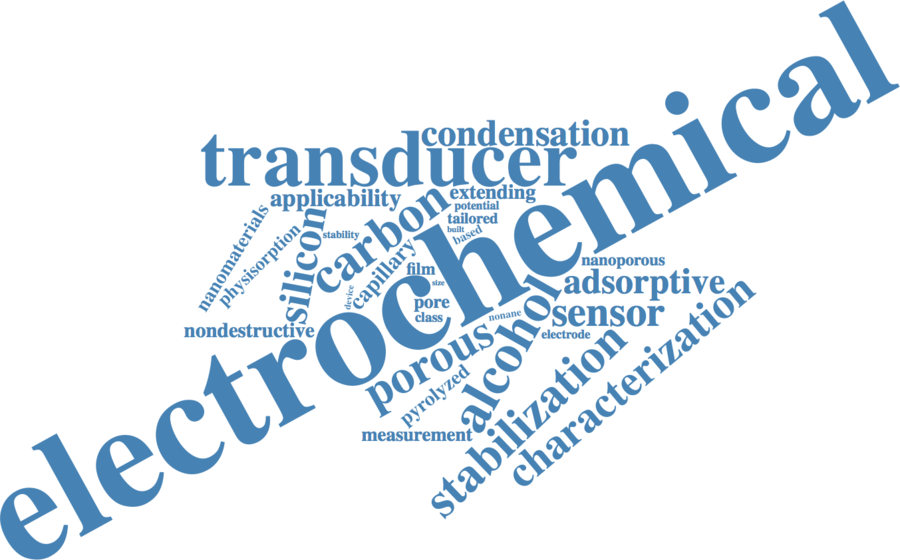 electrochemical
condensation
transducer
applicability
extending
potential
tailored
built
based
carbon
nanomaterials
physisorption
silicon
stability
capillary
film
size
device
pore
class
nanoporous
adsorptive
sensor
electrode
nonane
nondestructive
porous
alcohol
pyrolyzed
measurement
stabilization
characterization